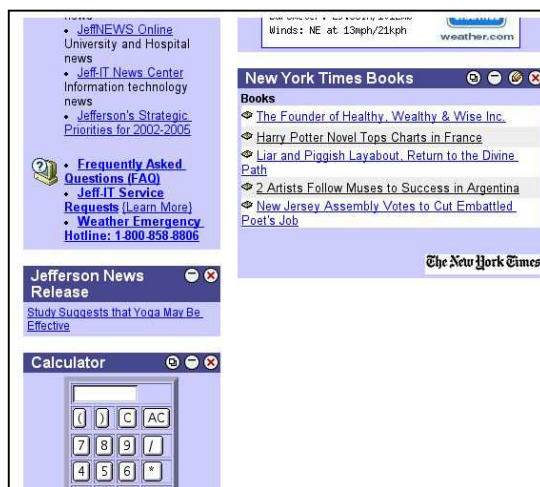 news
JeffNEWS Online
University and Hospital
news
Jeff-IT News Center
Information technology
news
Jefferson's Strategic
Priorities for 2002-2005
Frequently Asked
Questions (FAQ)
Jeff-IT Service
Requests {Learn More}
Weather Emergency
Hotline: 1-800-858-8806
Jefferson News
Release
Study Suggests that Yoga May Be
Effective
Calculator
( ) C AC
7 8 9 /
4 5 6 *
Winds: NE at 13mph/21kph
weather.com
New York Times Books
Books
The Founder of Healthy, Wealthy & Wise Inc.
Harry Potter Novel Tops Charts in France
Liar and Piggish Layabout, Return to the Divine
Path
2 Artists Follow Muses to Success in Argentina
New Jersey Assembly Votes to Cut Embattled
Poet's Job
The New York Times